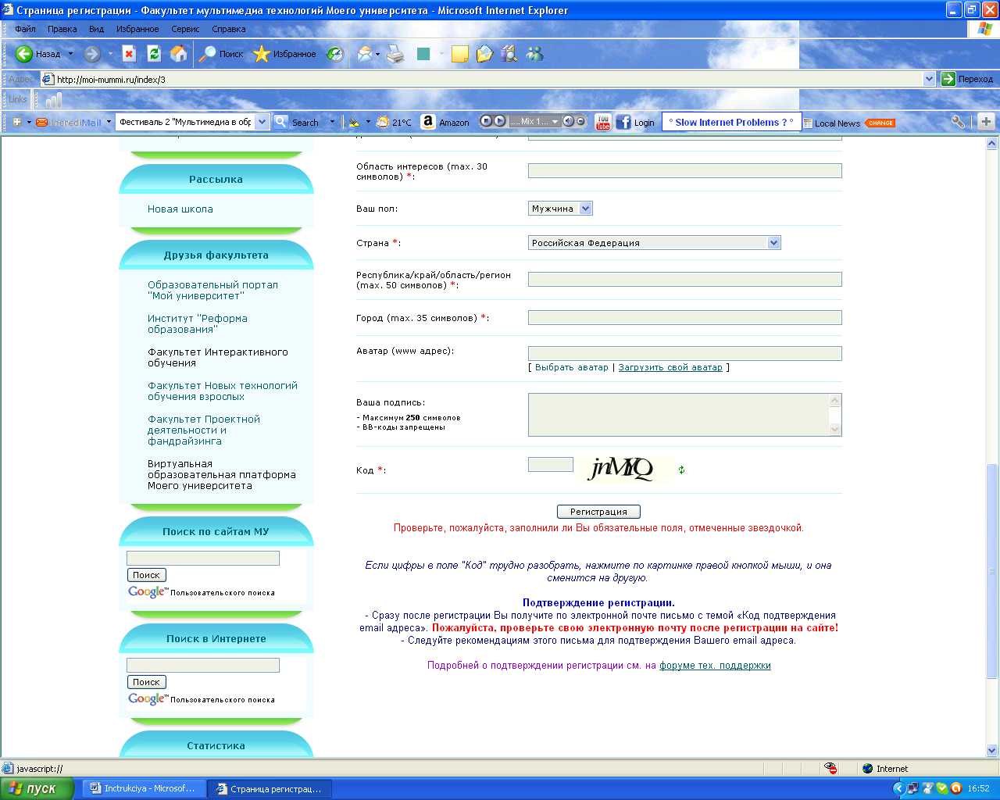 Страница регистрации - Факультет мультимедиа технологий Моего университета - Microsoft Internet Explorer
Файл Правка Вид Избранное Сервис Справка
Назад Поиск Избранное
Адрес http://moi-mummi.ru/index/3 Переход
Links
IncrediMail Фестиваль 2 "Мультимедиа в обр Search 21°C Amazon ..... Mix 1... You Tube Login ° Slow Internet Problems ? ° Local News CHANGE
Рассылка
Новая школа
Друзья факультета
Образовательный портал
"Мой университет"
Институт "Реформа
образования"
Факультет Интерактивного
обучения
Факультет Новых технологий
обучения взрослых
Факультет Проектной
деятельности и
фандрайзинга
Виртуальная
образовательная платформа
Моего университета
Поиск по сайтам МУ
Поиск
Google™ Пользовательского поиска
Поиск в Интернете
Поиск
Google™ Пользовательского поиска
Статистика
Область интересов (max. 30
символов) *:
Ваш пол: Мужчина
Страна *: Российская Федерация
Республика/край/область/регион
(max. 50 символов) *:
Город (max. 35 символов) *:
Аватар (www адрес):
[ Выбрать аватар | Загрузить свой аватар ]
Ваша подпись:
- Максимум 250 символов
- BB-коды запрещены
Код *: jnMYQ
Регистрация
Проверьте, пожалуйста, заполнили ли Вы обязательные поля, отмеченные звездочкой.
Если цифры в поле "Код" трудно разобрать, нажмите по картинке правой кнопкой мыши, и она
сменится на другую.
Подтверждение регистрации.
- Сразу после регистрации Вы получите по электронной почте письмо с темой «Код подтверждения
email адреса». Пожалуйста, проверьте свою электронную почту после регистрации на сайте!
- Следуйте рекомендациям этого письма для подтверждения Вашего email адреса.
Подробней о подтверждении регистрации см. на форуме тех. поддержки
javascript:// Internet
пуск Inctrukciya - Microsof... Страница регистрац... 16:52